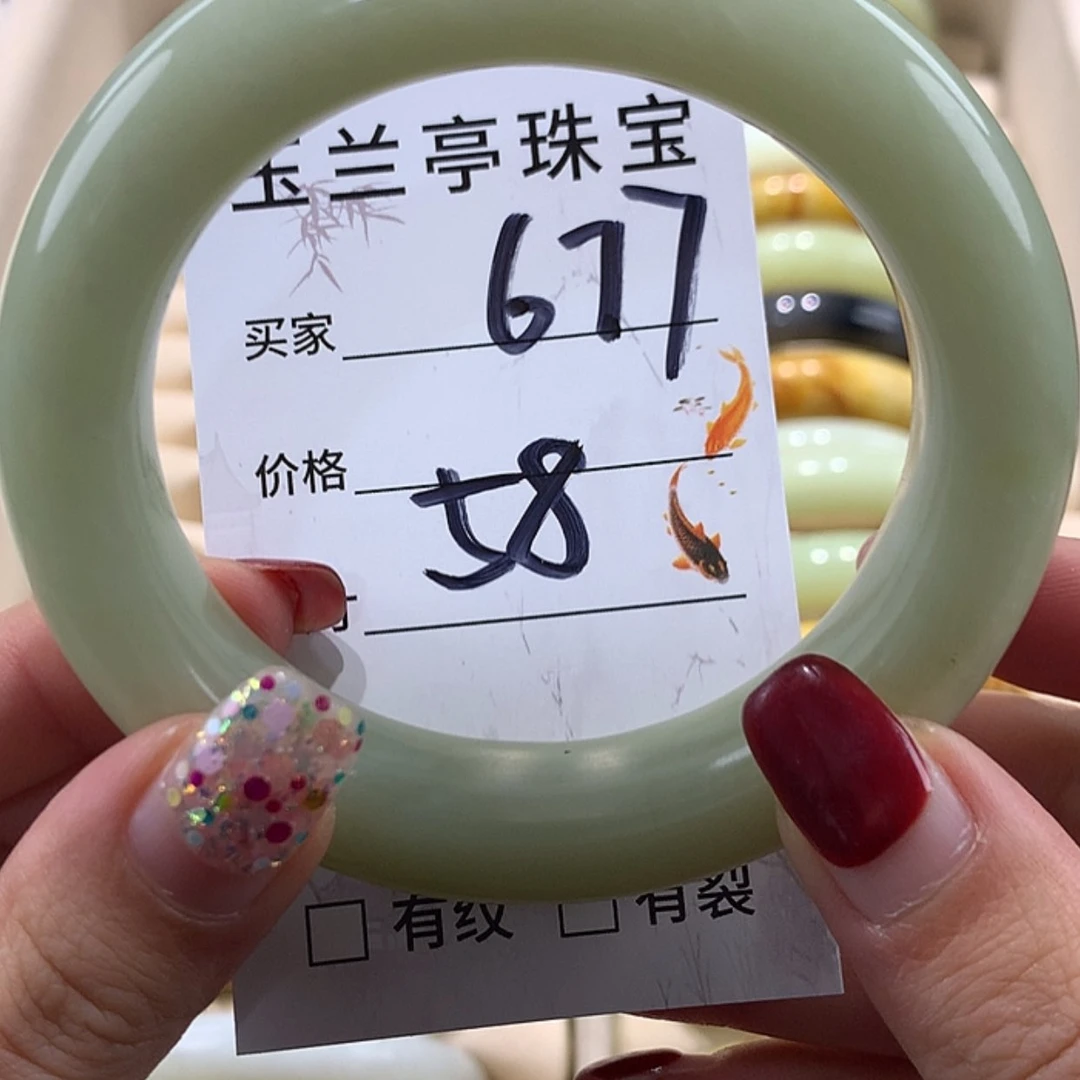 玉兰亭珠宝
买家 677
价格 58
□ 有纹 □ 有裂